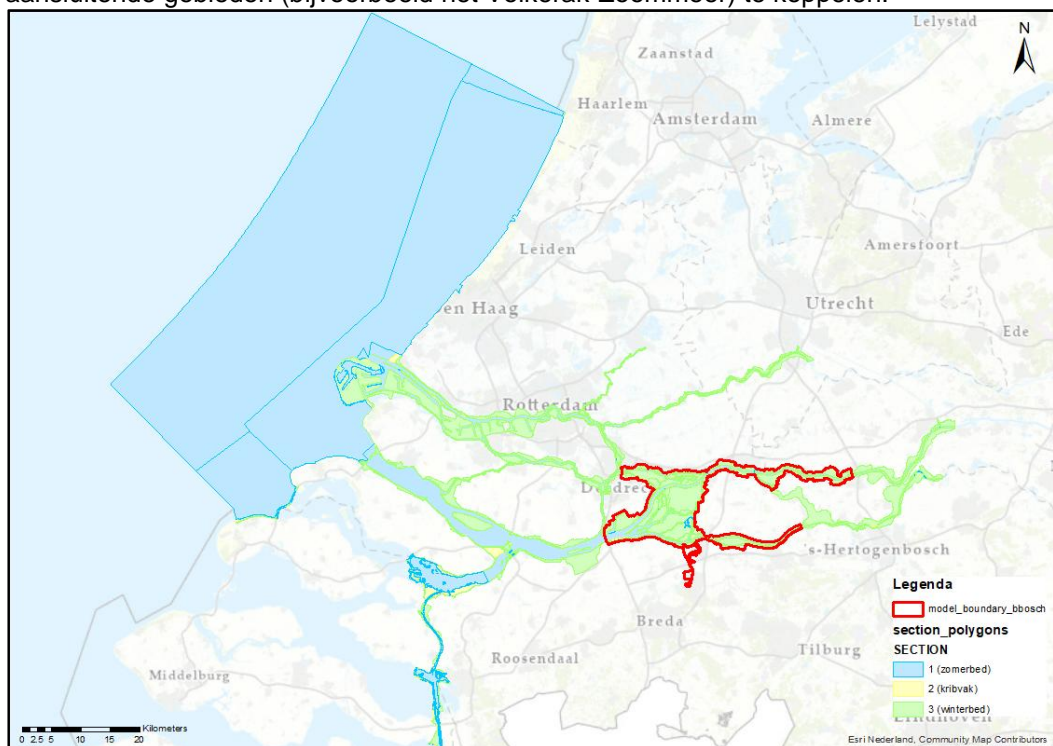 aansluitende gebieden (bijvoorbeeld het Volkerak-Zoommeer) te koppelen.
Lelystad
N
Zaanstad
Haarlem
Amsterdam
Almere
Leiden
Amersfoort
en Haag
Utrecht
Ede
Rotterdam
's-Hertogenbosch
Breda
Tilburg
Roosendaal
Middelburg
Legenda
model_boundary_bbosch
section_polygons
SECTION
1 (zomerbed)
2 (kribvak)
3 (winterbed)
Eindhoven
Kilometers
0 2.5 5 10 15 20
Esri Nederland, Community Map Contributors